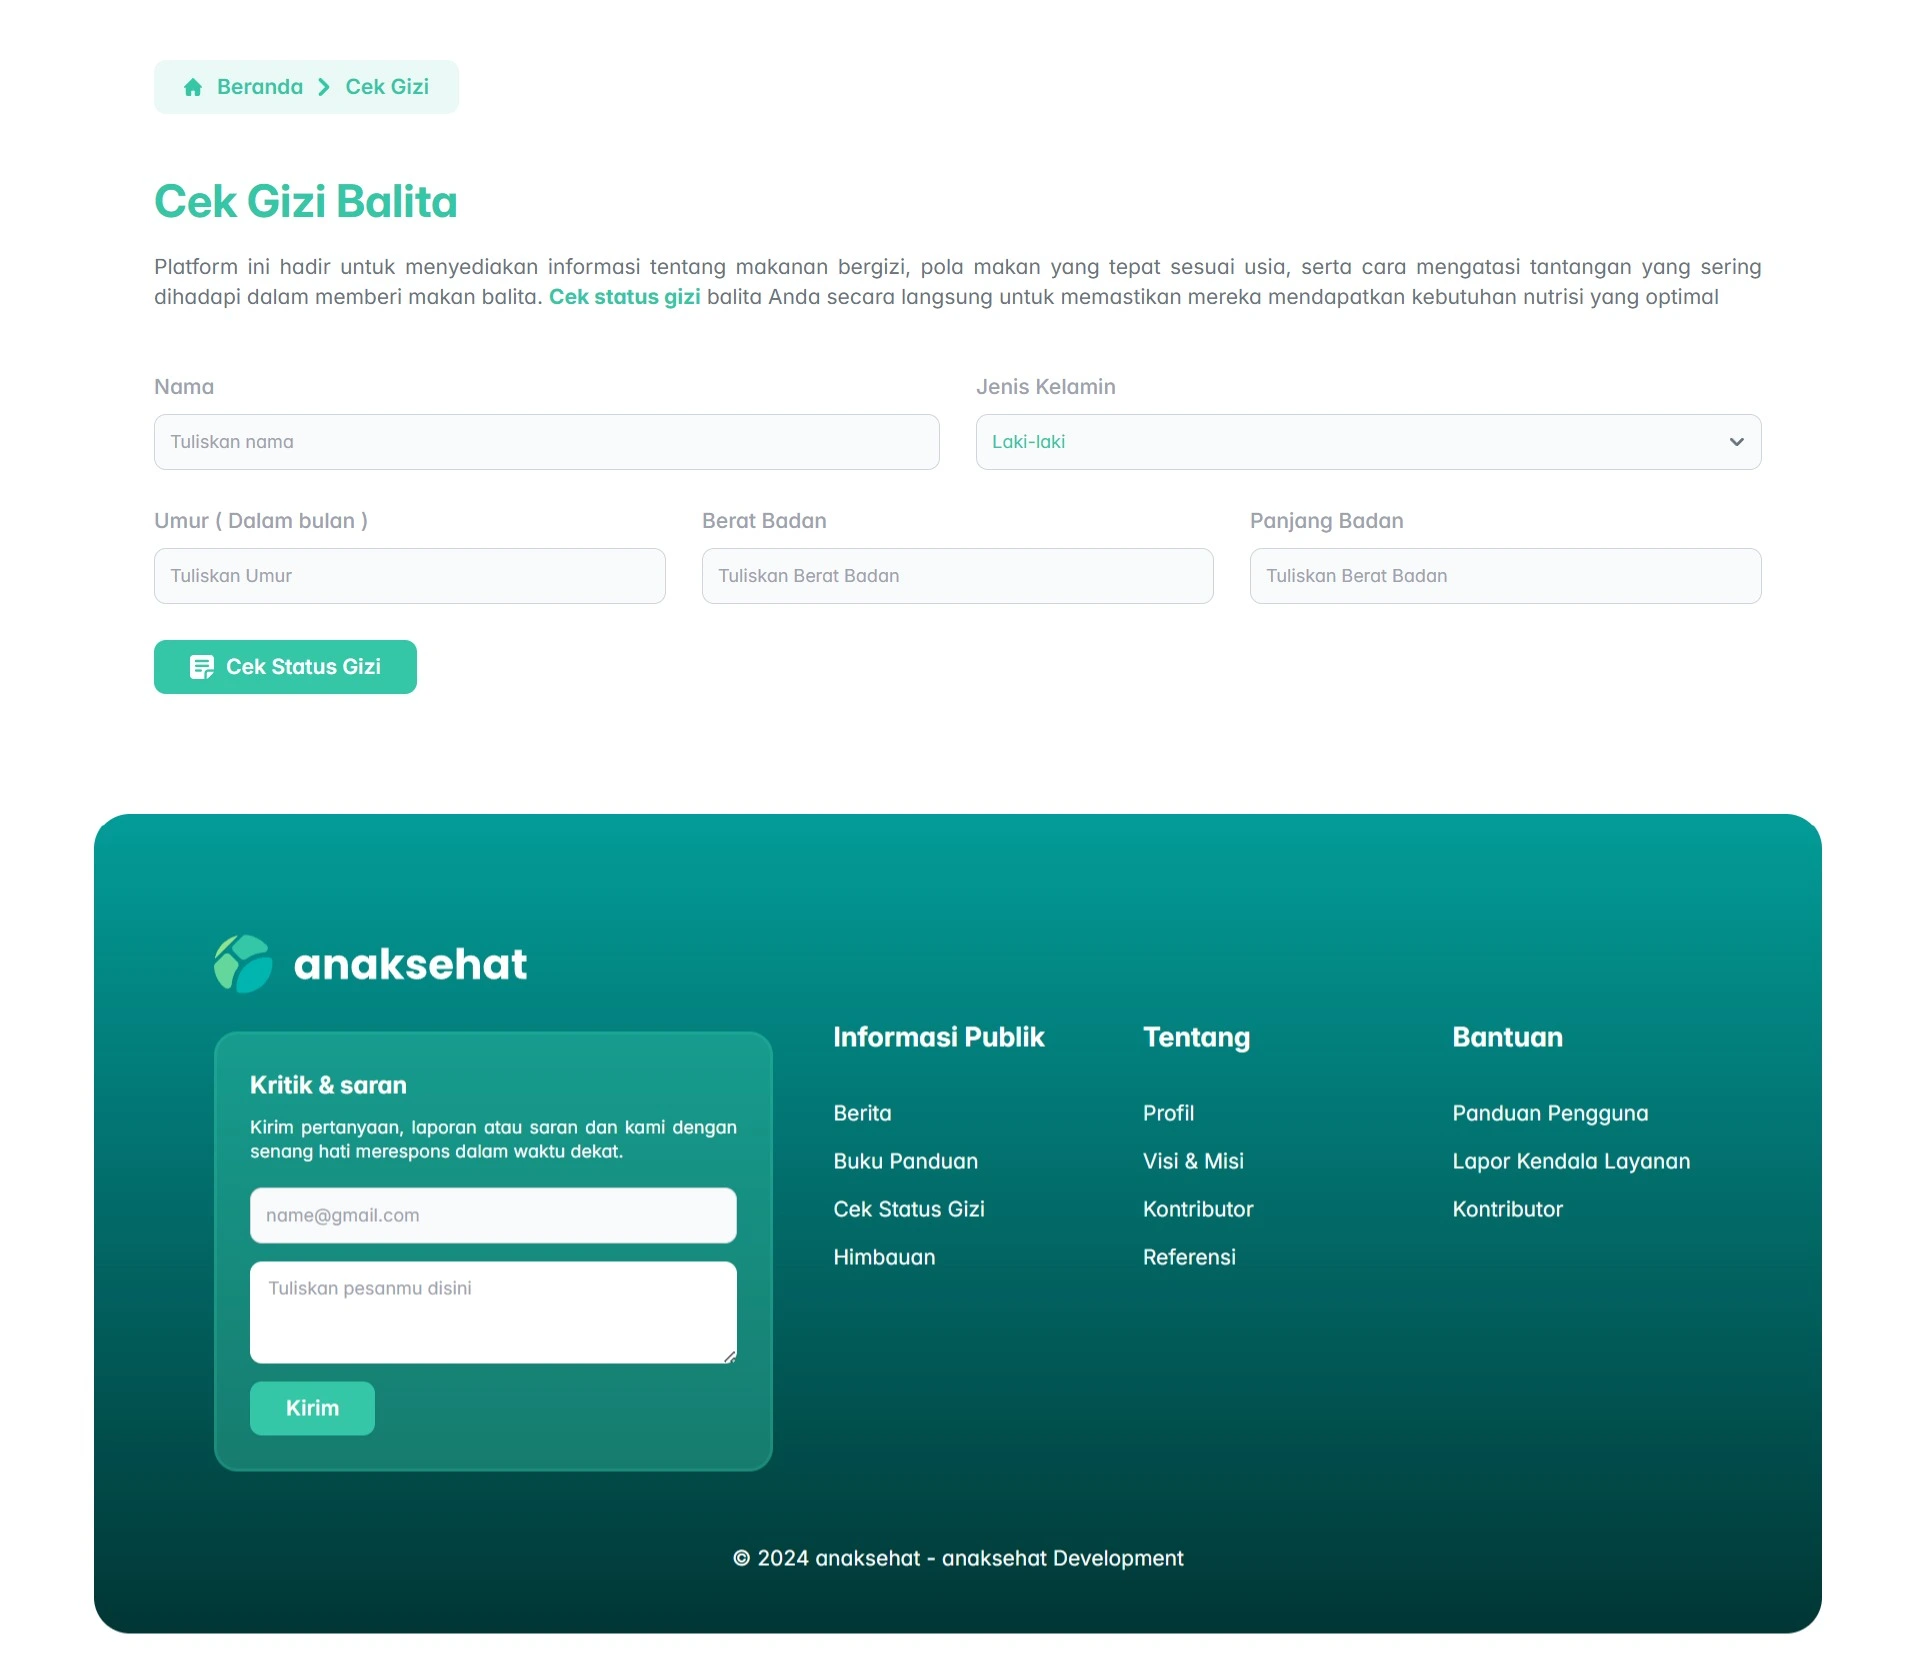 Beranda > Cek Gizi
Cek Gizi Balita
Platform ini hadir untuk menyediakan informasi tentang makanan bergizi, pola makan yang tepat sesuai usia, serta cara mengatasi tantangan yang sering
dihadapi dalam memberi makan balita. Cek status gizi balita Anda secara langsung untuk memastikan mereka mendapatkan kebutuhan nutrisi yang optimal
Nama
Tuliskan nama
Jenis Kelamin
Laki-laki
Umur ( Dalam bulan )
Tuliskan Umur
Berat Badan
Tuliskan Berat Badan
Panjang Badan
Tuliskan Berat Badan
Cek Status Gizi
anaksehat
Kritik & saran
Kirim pertanyaan, laporan atau saran dan kami dengan
senang hati merespons dalam waktu dekat.
name@gmail.com
Tuliskan pesanmu disini
Kirim
Informasi Publik
Berita
Buku Panduan
Cek Status Gizi
Himbauan
Tentang
Profil
Visi & Misi
Kontributor
Referensi
Bantuan
Panduan Pengguna
Lapor Kendala Layanan
Kontributor
© 2024 anaksehat - anaksehat Development